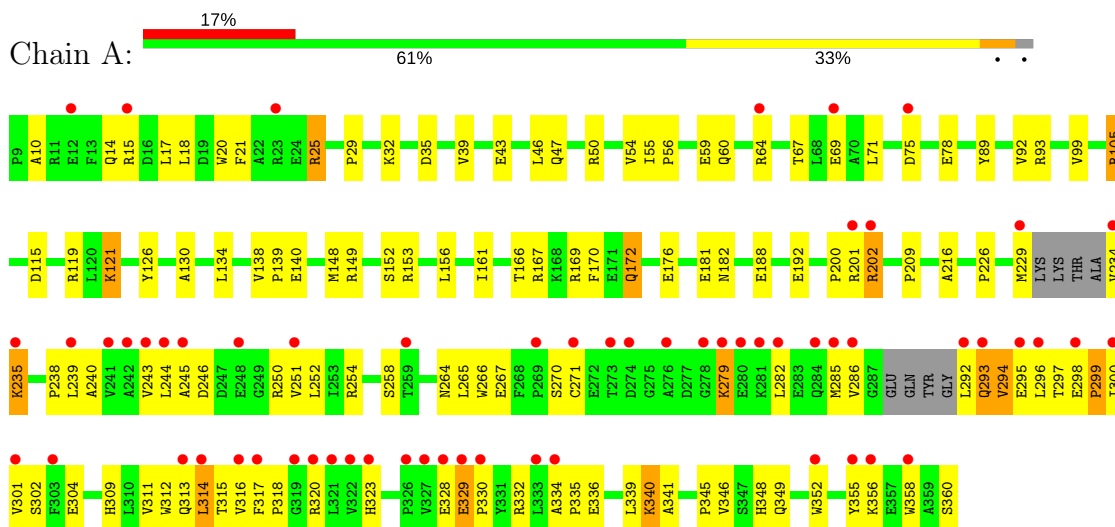 17%
Chain A:
61% 33% . .
P9 A10 R11 E12 F13 Q14 R15 D16 L17 L18 D19 W20 F21 A22 R23 E24 R25 P29 K32 D35 V39 E43 L46 Q47 R50 V54 I55 P56 E59 Q60 R64 T67 L68 E69 A70 L71 D75 E78 Y89 V92 R93 V99 R105
D115 R119 L120 K121 Y126 A130 L134 V138 P139 E140 M148 R149 S152 R153 L156 I161 T166 R167 K168 R169 F170 E171 Q172 E176 E181 N182 E188 E192 P200 R201 R202 P209 A216 P226 M229 LYS LYS THR ALA V234
K235 P238 L239 A240 V241 A242 V243 L244 A245 D246 D247 E248 G249 R250 V251 L252 I253 R254 S258 T259 N264 L265 W266 E267 F268 P269 S270 C271 E272 T273 D274 G275 A276 D277 G278 K279 E280 K281 L282 E283 Q284 M285 V286 G287 GLU GLN TYR GLY L292 Q293 V294 E295 L296 T297 E298 P299 I300
V301 S302 F303 E304 H309 L310 V311 W312 Q313 L314 T315 V316 F317 P318 G319 R320 L321 V322 H323 P326 V327 E328 E329 P330 Y331 R332 L333 A334 P335 E336 L339 K340 A341 P345 V346 S347 H348 Q349 W352 Y355 K356 E357 W358 A359 S360